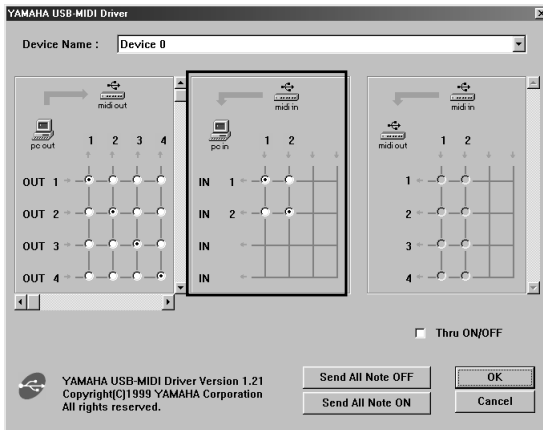 YAMAHA USB-MIDI Driver
Device Name : Device 0
midi out
pc out 1 2 3 4
OUT 1
OUT 2
OUT 3
OUT 4
midi in
pc in 1 2
IN 1
IN 2
IN
IN
midi in
midi out 1 2
1
2
3
4
Thru ON/OFF
YAMAHA USB-MIDI Driver Version 1.21
Copyright(C)1999 YAMAHA Corporation
All rights reserved.
Send All Note OFF
OK
Send All Note ON
Cancel